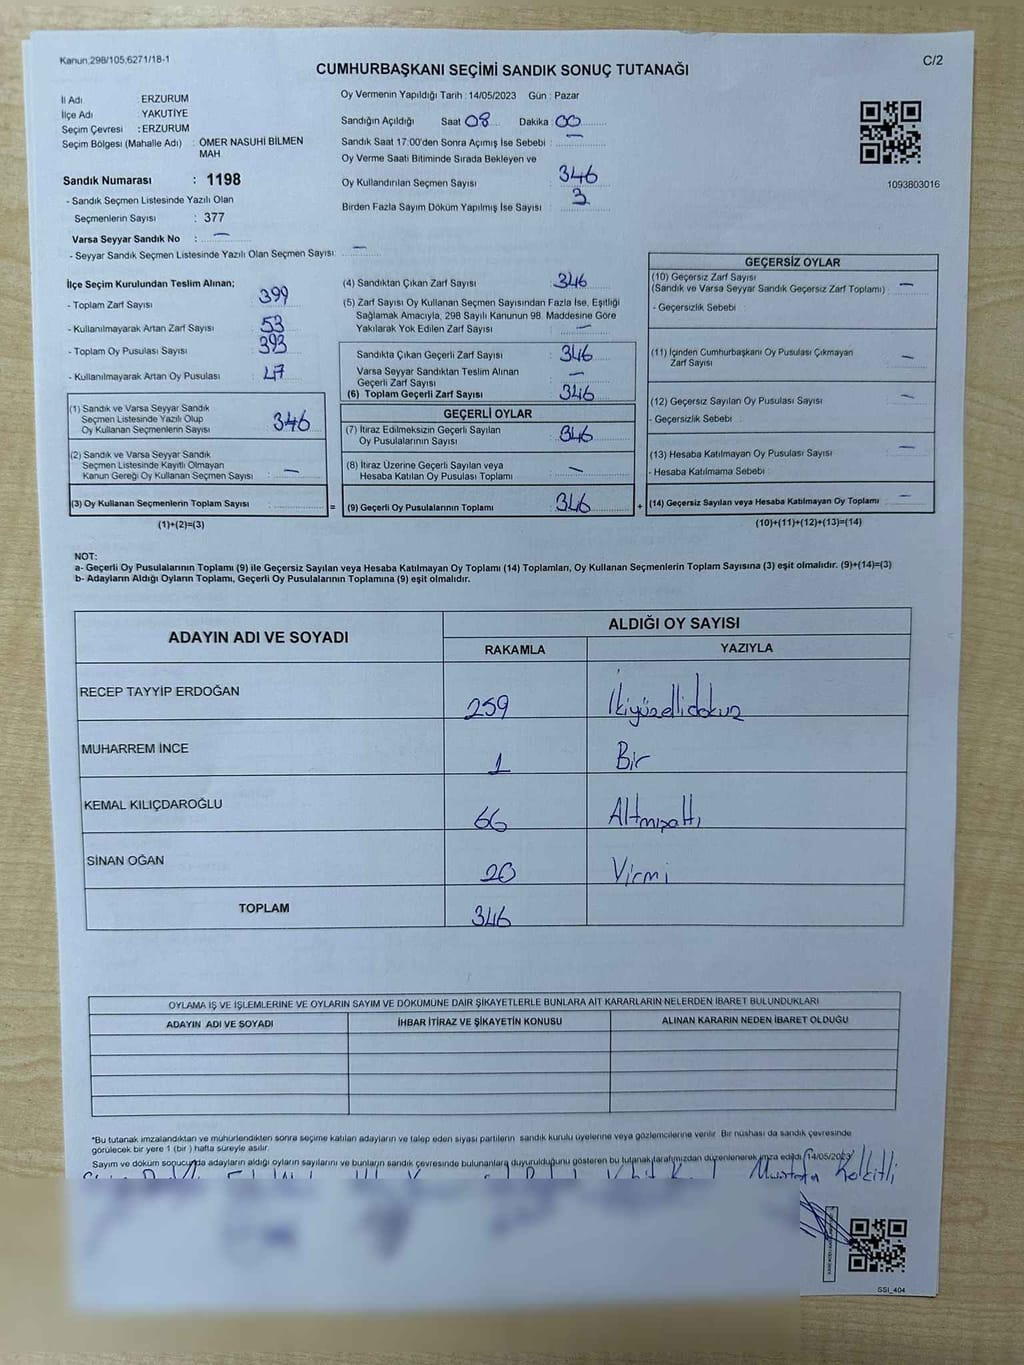 Kanun,298/105,6271/18-1
C/2
CUMHURBAŞKANI SEÇİMİ SANDIK SONUÇ TUTANAĞI
İl Adı : ERZURUM
İlçe Adı : YAKUTİYE
Seçim Çevresi : ERZURUM
Seçim Bölgesi (Mahalle Adı) : ÖMER NASUHİ BİLMEN
MAH
Sandık Numarası : 1198
- Sandık Seçmen Listesinde Yazılı Olan
Seçmenlerin Sayısı : 377
Varsa Seyyar Sandık No : —
- Seyyar Sandık Seçmen Listesinde Yazılı Olan Seçmen Sayısı: —
Oy Vermenin Yapıldığı Tarih : 14/05/2023 Gün : Pazar
Sandığın Açıldığı Saat 08 Dakika : 00
Sandık Saat 17:00'den Sonra Açımış İse Sebebi : —
Oy Verme Saati Bitiminde Sırada Bekleyen ve
Oy Kullandırılan Seçmen Sayısı : 346
Birden Fazla Sayım Döküm Yapılmış İse Sayısı : 3
1093803016
İlçe Seçim Kurulundan Teslim Alınan;
- Toplam Zarf Sayısı : 399
- Kullanılmayarak Artan Zarf Sayısı : 53
- Toplam Oy Pusulası Sayısı : 393
- Kullanılmayarak Artan Oy Pusulası : 47
(1) Sandık ve Varsa Seyyar Sandık
Seçmen Listesinde Yazılı Olup
Oy Kullanan Seçmenlerin Sayısı : 346
(2) Sandık ve Varsa Seyyar Sandık
Seçmen Listesinde Kayıtlı Olmayan
Kanun Gereği Oy Kullanan Seçmen Sayısı : —
(3) Oy Kullanan Seçmenlerin Toplam Sayısı :
(1)+(2)=(3)
(4) Sandıktan Çıkan Zarf Sayısı : 346
(5) Zarf Sayısı Oy Kullanan Seçmen Sayısından Fazla İse, Eşitliği
Sağlamak Amacıyla, 298 Sayılı Kanunun 98. Maddesine Göre
Yakılarak Yok Edilen Zarf Sayısı : —
Sandıkta Çıkan Geçerli Zarf Sayısı : 346
Varsa Seyyar Sandıktan Teslim Alınan
Geçerli Zarf Sayısı : —
(6) Toplam Geçerli Zarf Sayısı : 346
GEÇERLİ OYLAR
(7) İtiraz Edilmeksizin Geçerli Sayılan
Oy Pusulalarının Sayısı : 346
(8) İtiraz Üzerine Geçerli Sayılan veya
Hesaba Katılan Oy Pusulası Toplamı : —
= (9) Geçerli Oy Pusulalarının Toplamı : 346
GEÇERSİZ OYLAR
(10) Geçersiz Zarf Sayısı
(Sandık ve Varsa Seyyar Sandık Geçersiz Zarf Toplamı) : —
- Geçersizlik Sebebi :
(11) İçinden Cumhurbaşkanı Oy Pusulası Çıkmayan
Zarf Sayısı : —
(12) Geçersiz Sayılan Oy Pusulası Sayısı : —
- Geçersizlik Sebebi :
(13) Hesaba Katılmayan Oy Pusulası Sayısı : —
- Hesaba Katılmama Sebebi :
+ (14) Geçersiz Sayılan veya Hesaba Katılmayan Oy Toplamı : —
(10)+(11)+(12)+(13)=(14)
NOT:
a- Geçerli Oy Pusulalarının Toplamı (9) ile Geçersiz Sayılan veya Hesaba Katılmayan Oy Toplamı (14) Toplamları, Oy Kullanan Seçmenlerin Toplam Sayısına (3) eşit olmalıdır. (9)+(14)=(3)
b- Adayların Aldığı Oyların Toplamı, Geçerli Oy Pusulalarının Toplamına (9) eşit olmalıdır.
ADAYIN ADI VE SOYADI ALDIĞI OY SAYISI
RAKAMLA YAZIYLA
RECEP TAYYİP ERDOĞAN 259 İkiyüzellidokuz
MUHARREM İNCE 1 Bir
KEMAL KILIÇDAROĞLU 66 Altmışaltı
SİNAN OĞAN 20 Yirmi
TOPLAM 346
OYLAMA İŞ VE İŞLEMLERİNE VE OYLARIN SAYIM VE DÖKÜMÜNE DAİR ŞİKAYETLERLE BUNLARA AİT KARARLARIN NELERDEN İBARET BULUNDUKLARI
ADAYIN ADI VE SOYADI İHBAR İTİRAZ VE ŞİKAYETİN KONUSU ALINAN KARARIN NEDEN İBARET OLDUĞU
*Bu tutanak imzalandıktan ve mühürlendikten sonra seçime katılan adayların ve talep eden siyasi partilerin sandık kurulu üyelerine veya gözlemcilerine verilir. Bir nüshası da sandık çevresinde
görülecek bir yere 1 (bir) hafta süreyle asılır.
Sayım ve döküm sonucunda adayların aldığı oyların sayılarını ve bunların sandık çevresinde bulunanlara duyurulduğunu gösteren bu tutanak tarafımızdan düzenlenerek imza edildi. 14/05/2023
Mustafa
SSI_404